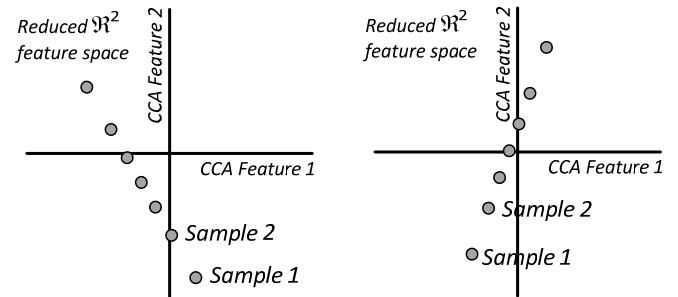 Reduced ℜ²
feature space
CCA Feature 2
CCA Feature 1
Sample 2
Sample 1
Reduced ℜ²
feature space
CCA Feature 2
CCA Feature 1
Sample 2
Sample 1